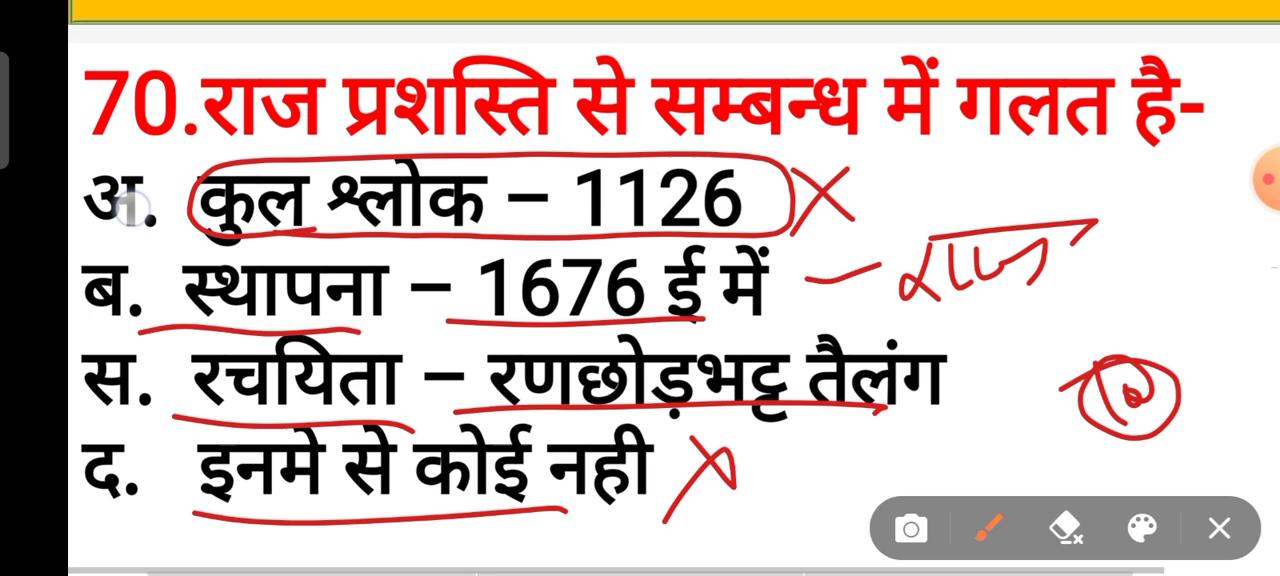 70.राज प्रशस्ति से सम्बन्ध में गलत है-
अ. कुल श्लोक – 1126
ब. स्थापना – 1676 ई में
स. रचयिता – रणछोड़भट्ट तैलंग
द. इनमे से कोई नही